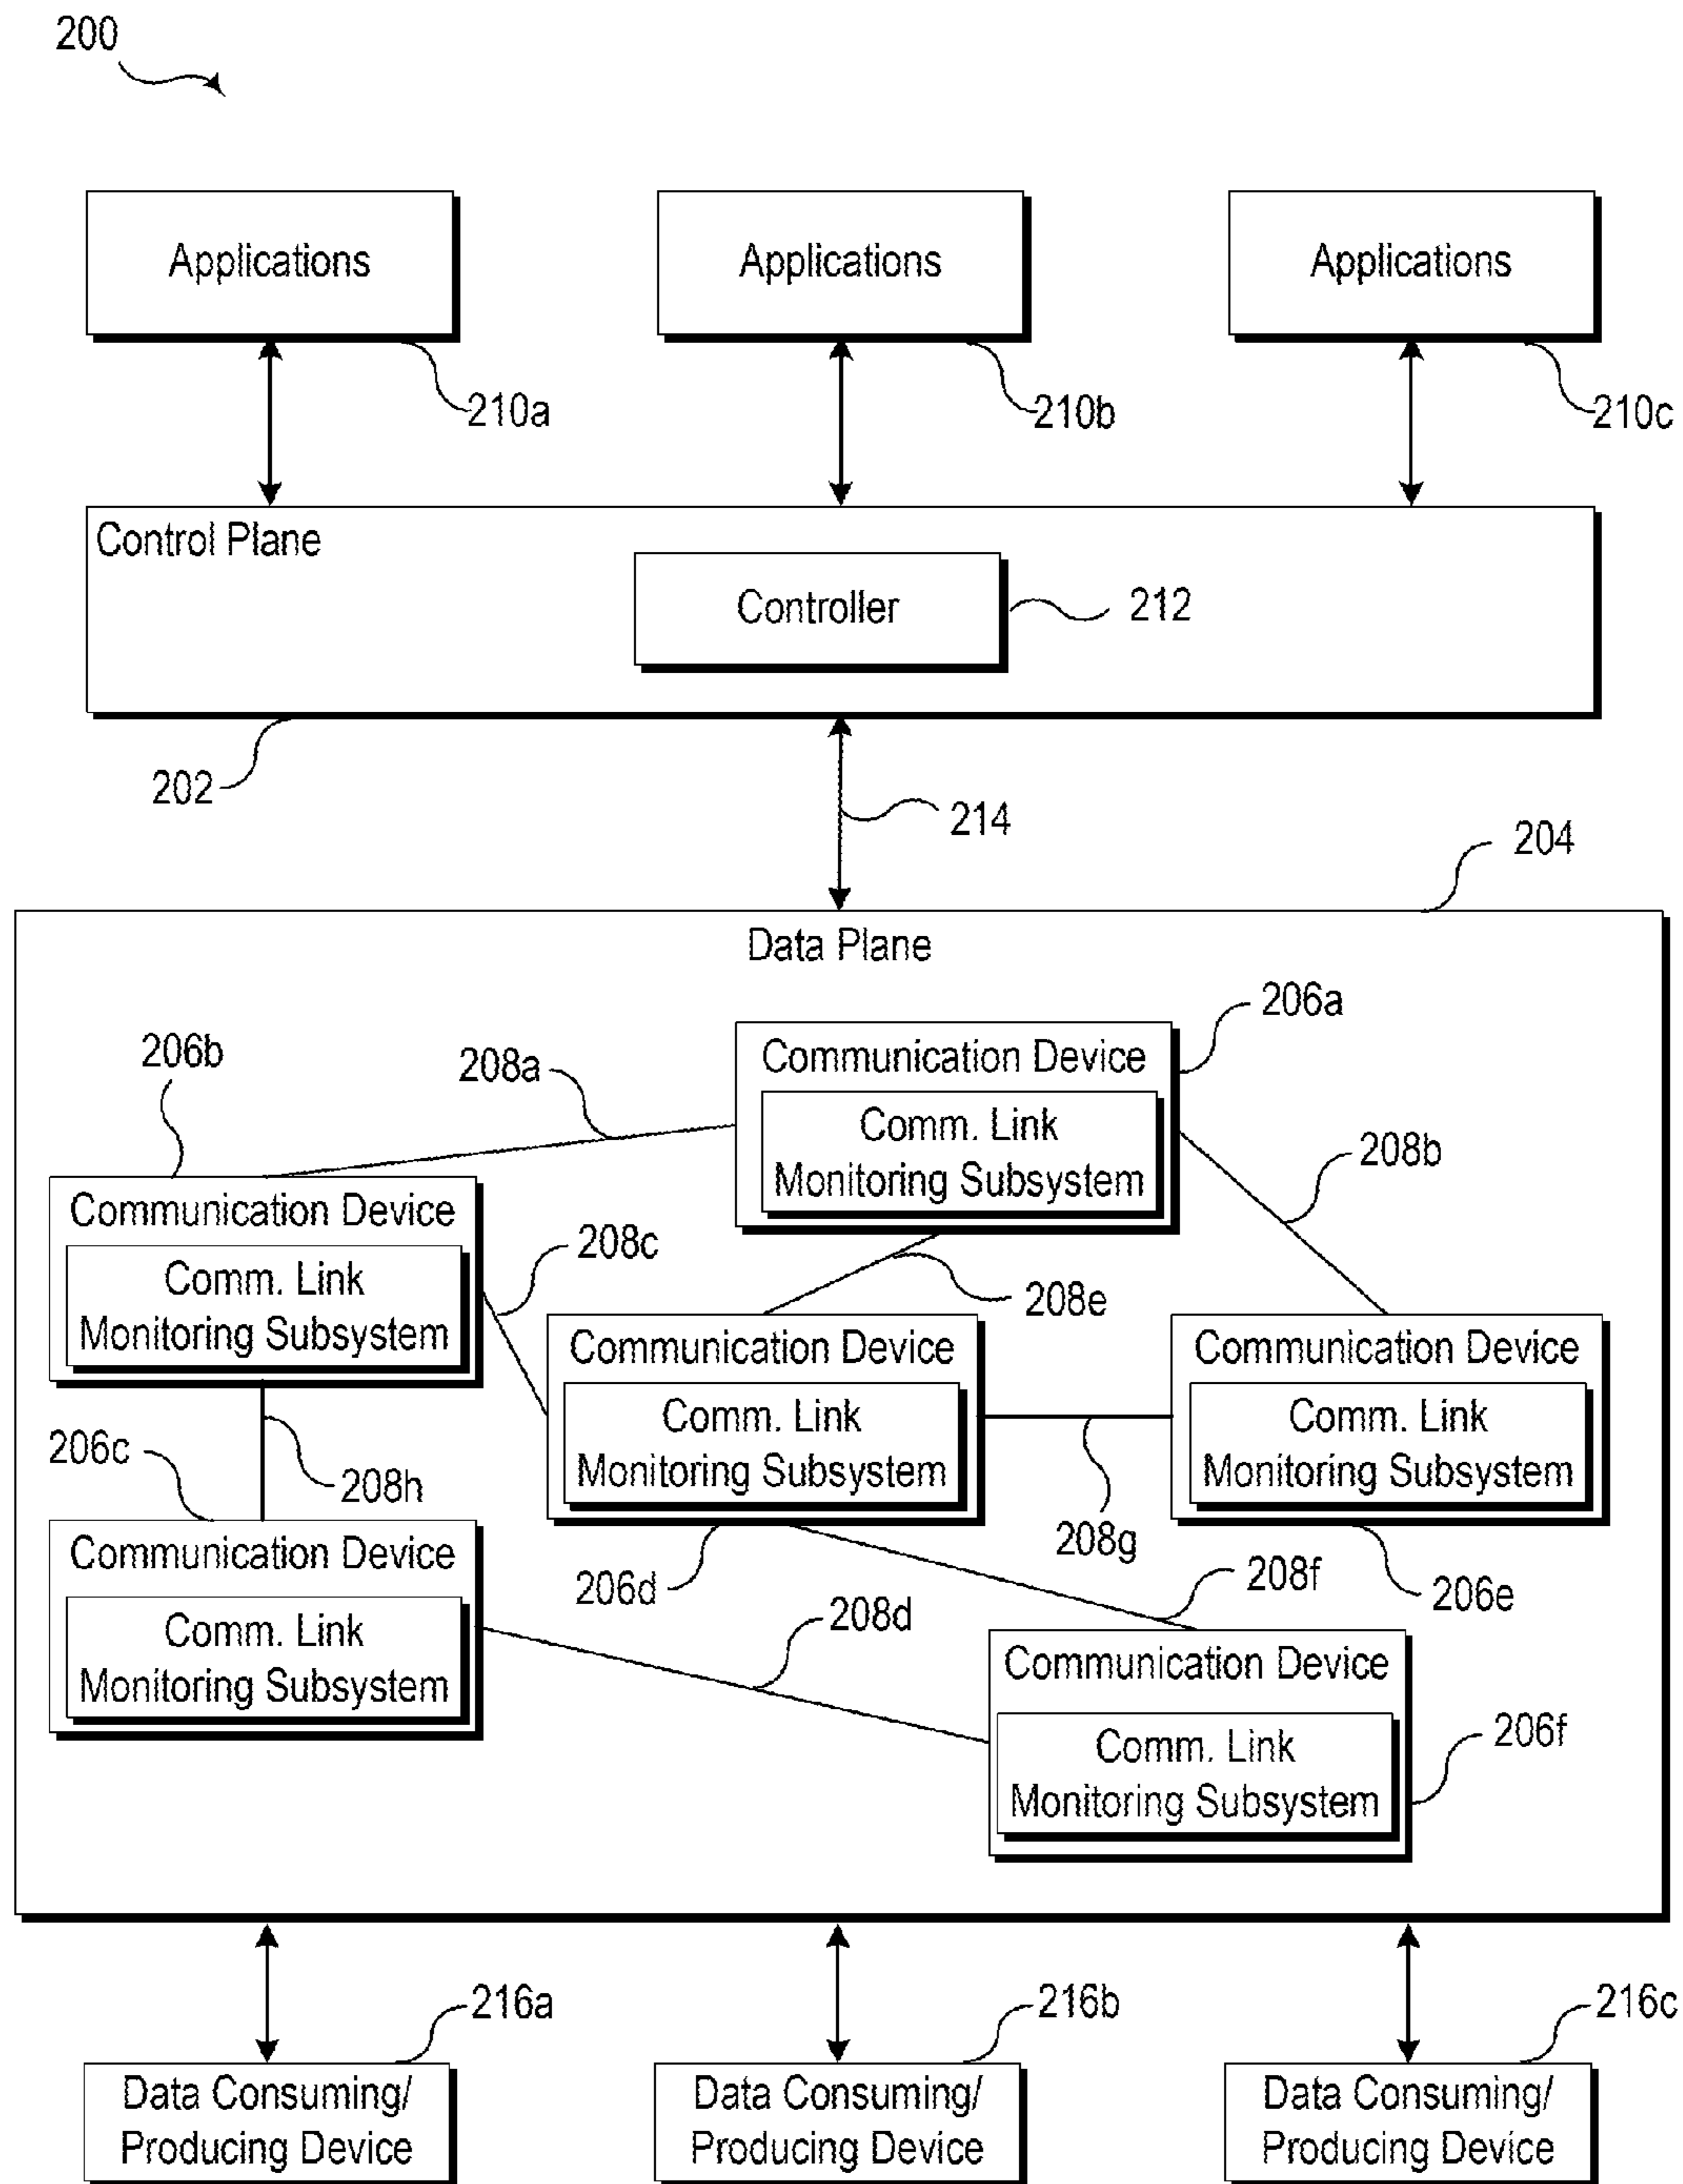 200
Applications
Applications
Applications
210a
210b
210c
Control Plane
Controller
212
202
214
204
Data Plane
206a
Communication Device
Comm. Link
Monitoring Subsystem
206b
208a
208b
Communication Device
Comm. Link
Monitoring Subsystem
208c
208e
Communication Device
Comm. Link
Monitoring Subsystem
Communication Device
Comm. Link
Monitoring Subsystem
206c
208h
208g
206d
208f
206e
Communication Device
Comm. Link
Monitoring Subsystem
208d
Communication Device
Comm. Link
Monitoring Subsystem
206f
216a
216b
216c
Data Consuming/
Producing Device
Data Consuming/
Producing Device
Data Consuming/
Producing Device